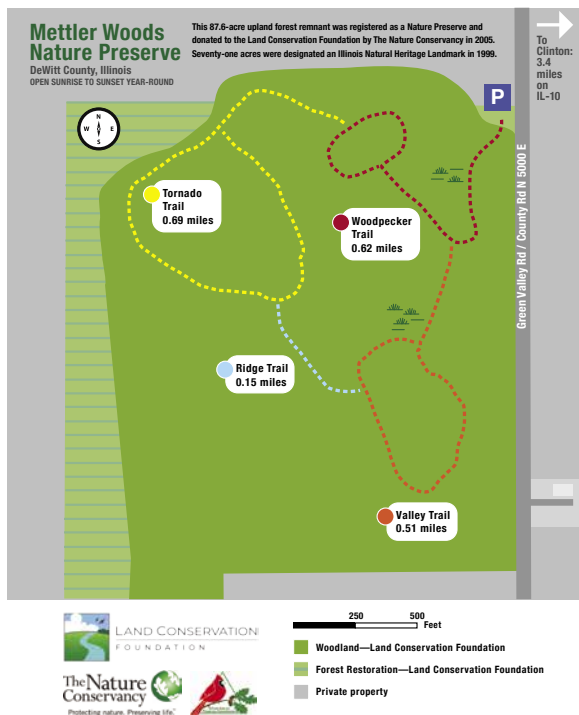 Mettler Woods
Nature Preserve
DeWitt County, Illinois
OPEN SUNRISE TO SUNSET YEAR-ROUND
This 87.6-acre upland forest remnant was registered as a Nature Preserve and
donated to the Land Conservation Foundation by The Nature Conservancy in 2005.
Seventy-one acres were designated an Illinois Natural Heritage Landmark in 1999.
To
Clinton:
3.4
miles
on
IL-10
P
N
W E
S
Tornado
Trail
0.69 miles
Woodpecker
Trail
0.62 miles
Green Valley Rd / County Rd N 5000 E
Ridge Trail
0.15 miles
Valley Trail
0.51 miles
250 500
Feet
LAND CONSERVATION
FOUNDATION
Woodland—Land Conservation Foundation
Forest Restoration—Land Conservation Foundation
Private property
The Nature
Conservancy
Protecting nature. Preserving life.